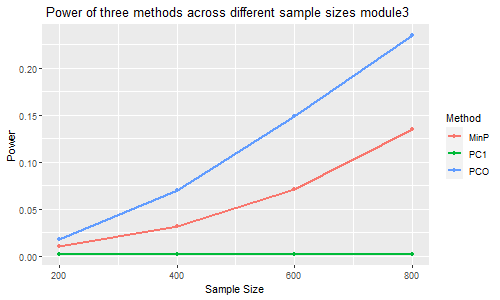 Power of three methods across different sample sizes module3
Power
0.20
0.15
0.10
0.05
0.00
200 400 600 800
Sample Size
Method
MinP
PC1
PCO